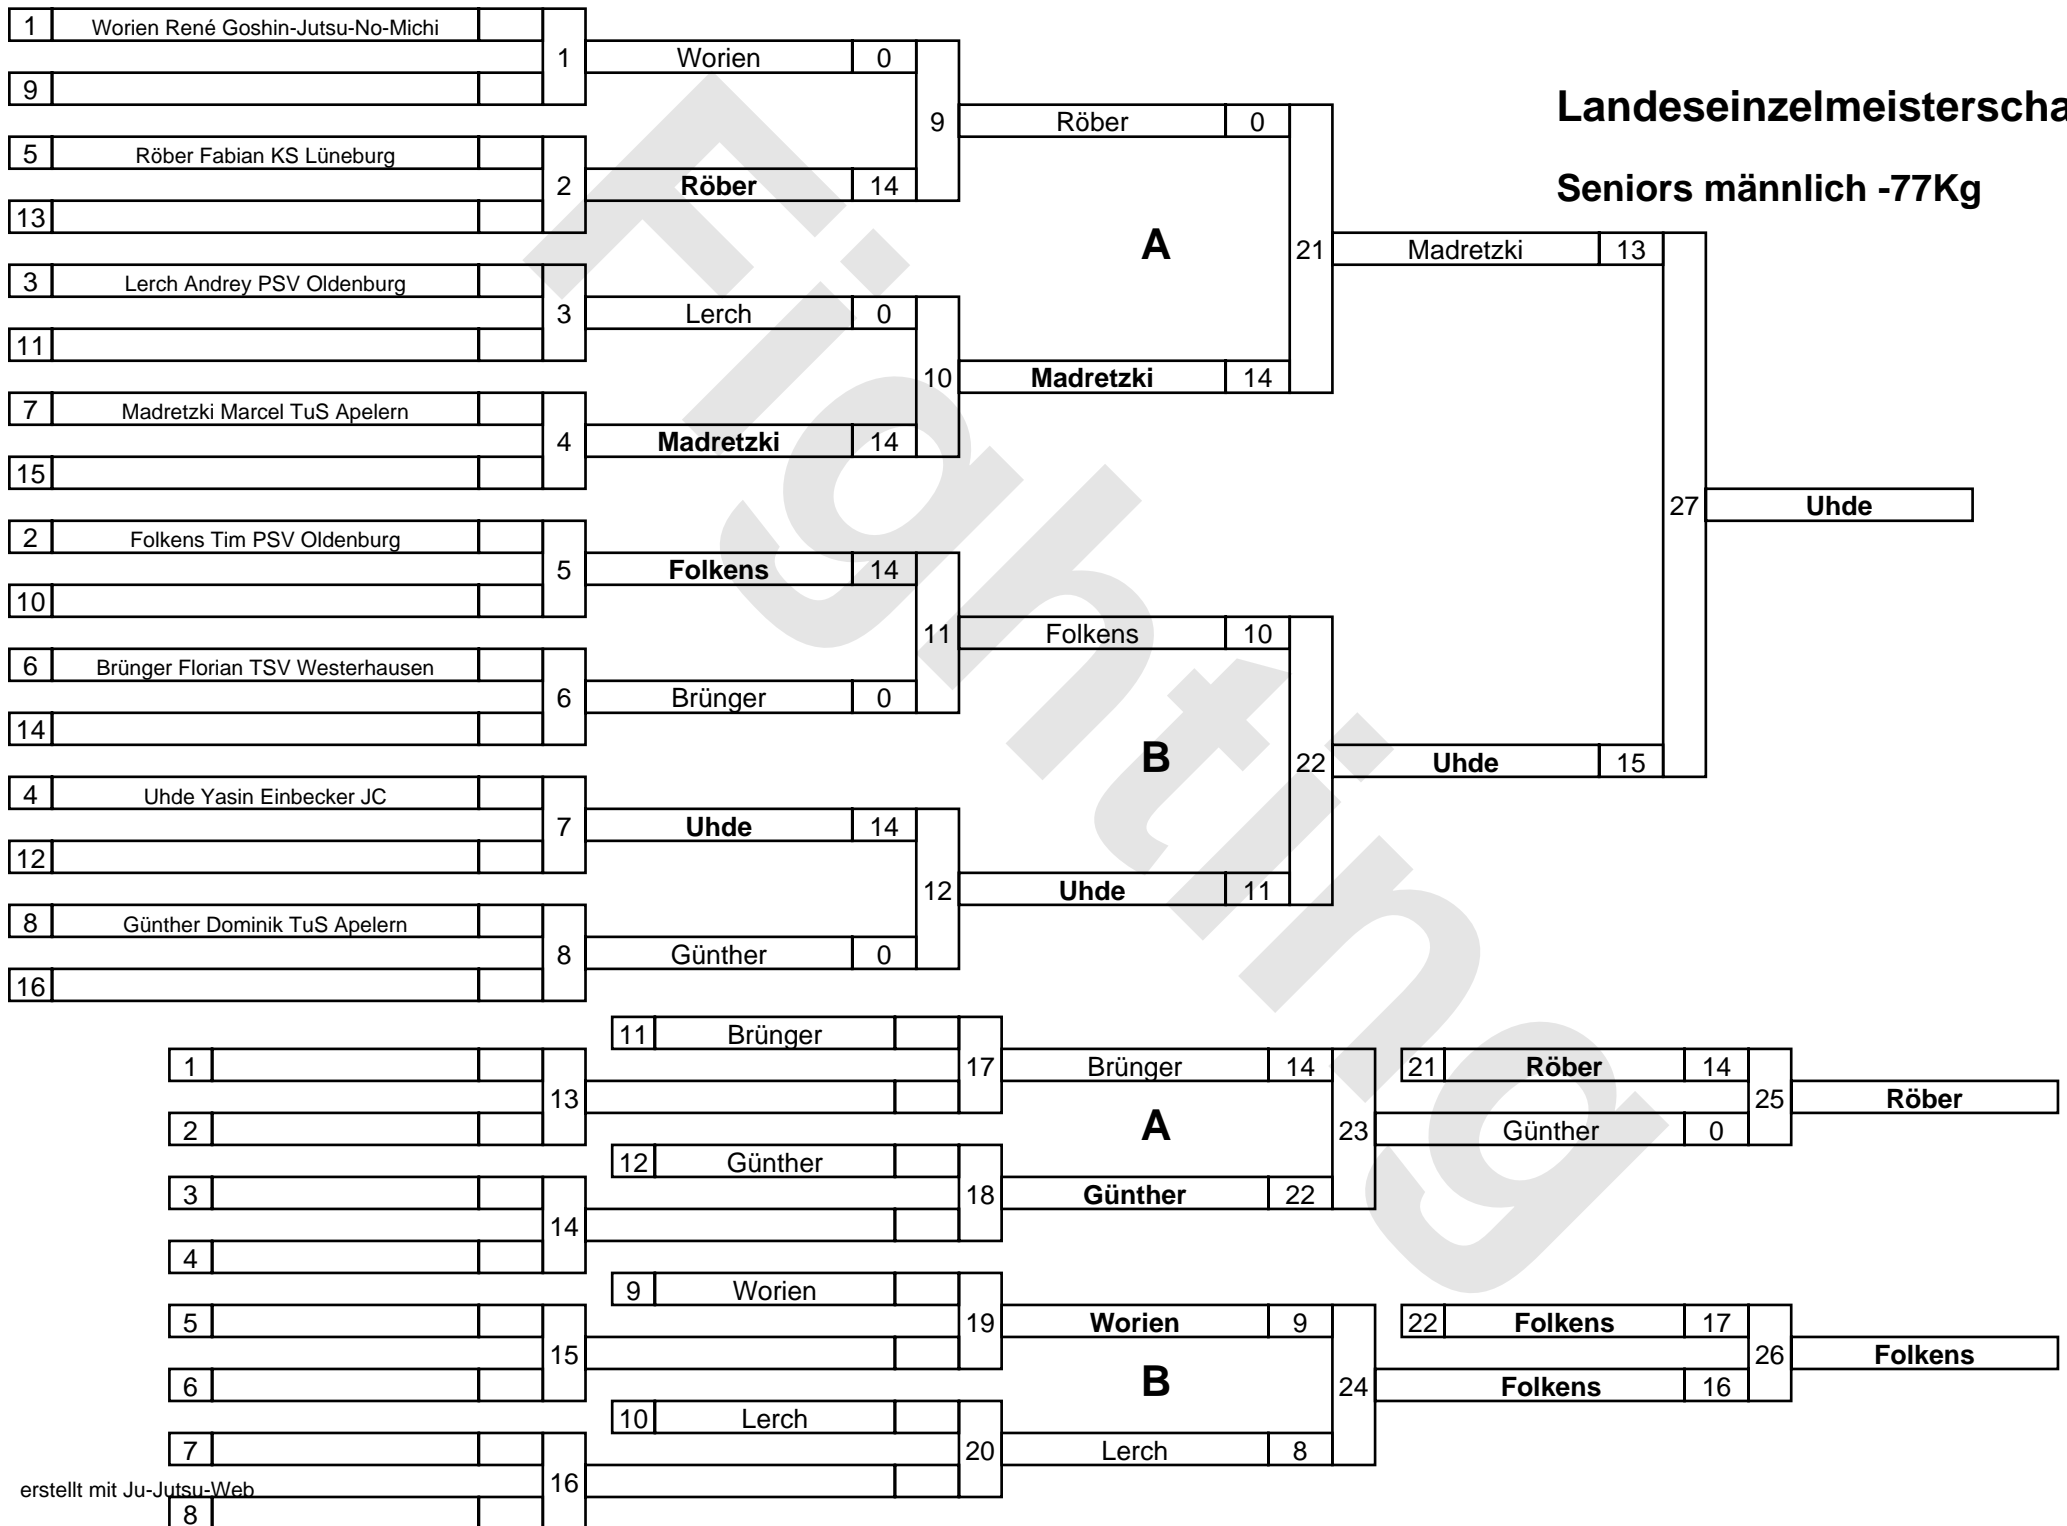 Landeseinzelmeisterscha
Seniors männlich -77Kg
1 Worien René Goshin-Jutsu-No-Michi
9
1
5 Röber Fabian KS Lüneburg
13
2
3 Lerch Andrey PSV Oldenburg
11
3
7 Madretzki Marcel TuS Apelern
15
4
2 Folkens Tim PSV Oldenburg
10
5
6 Brünger Florian TSV Westerhausen
14
6
4 Uhde Yasin Einbecker JC
12
7
8 Günther Dominik TuS Apelern
16
8
Worien 0
Röber 14
9
Lerch 0
Madretzki 14
10
Folkens 14
Brünger 0
11
Uhde 14
Günther 0
12
Röber 0
A
Madretzki 14
21
Folkens 10
B
Uhde 11
22
Madretzki 13
Uhde 15
27
Uhde
1
2
13
3
4
14
5
6
15
7
8
16
11 Brünger
17
12 Günther
18
9 Worien
19
10 Lerch
20
Brünger 14
A
Günther 22
23
Worien 9
B
Lerch 8
24
21 Röber 14
Günther 0
25
Röber
22 Folkens 17
Folkens 16
26
Folkens
erstellt mit Ju-Jutsu-Web
Fighting